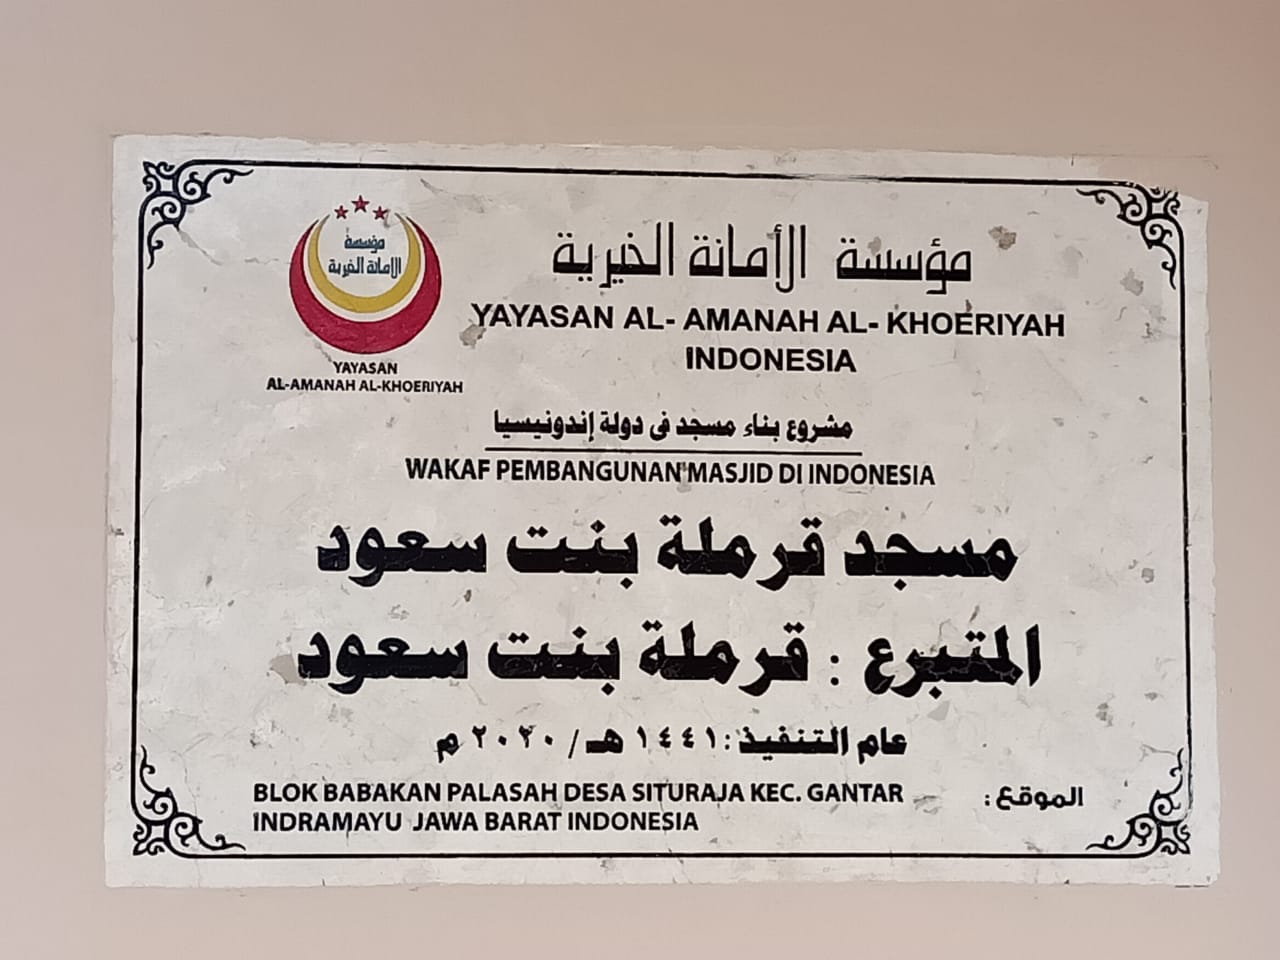 مؤسسة
الأمانة الخيرية
YAYASAN
AL-AMANAH AL-KHOERIYAH
مؤسسة الأمانة الخيرية
YAYASAN AL- AMANAH AL- KHOERIYAH
INDONESIA
مشروع بناء مسجد في دولة إندونيسيا
WAKAF PEMBANGUNAN MASJID DI INDONESIA
مسجد قرملة بنت سعود
المتبرع : قرملة بنت سعود
عام التنفيذ : ١٤٤١ هـ / ٢٠٢٠ م
الموقع :
BLOK BABAKAN PALASAH DESA SITURAJA KEC. GANTAR
INDRAMAYU JAWA BARAT INDONESIA